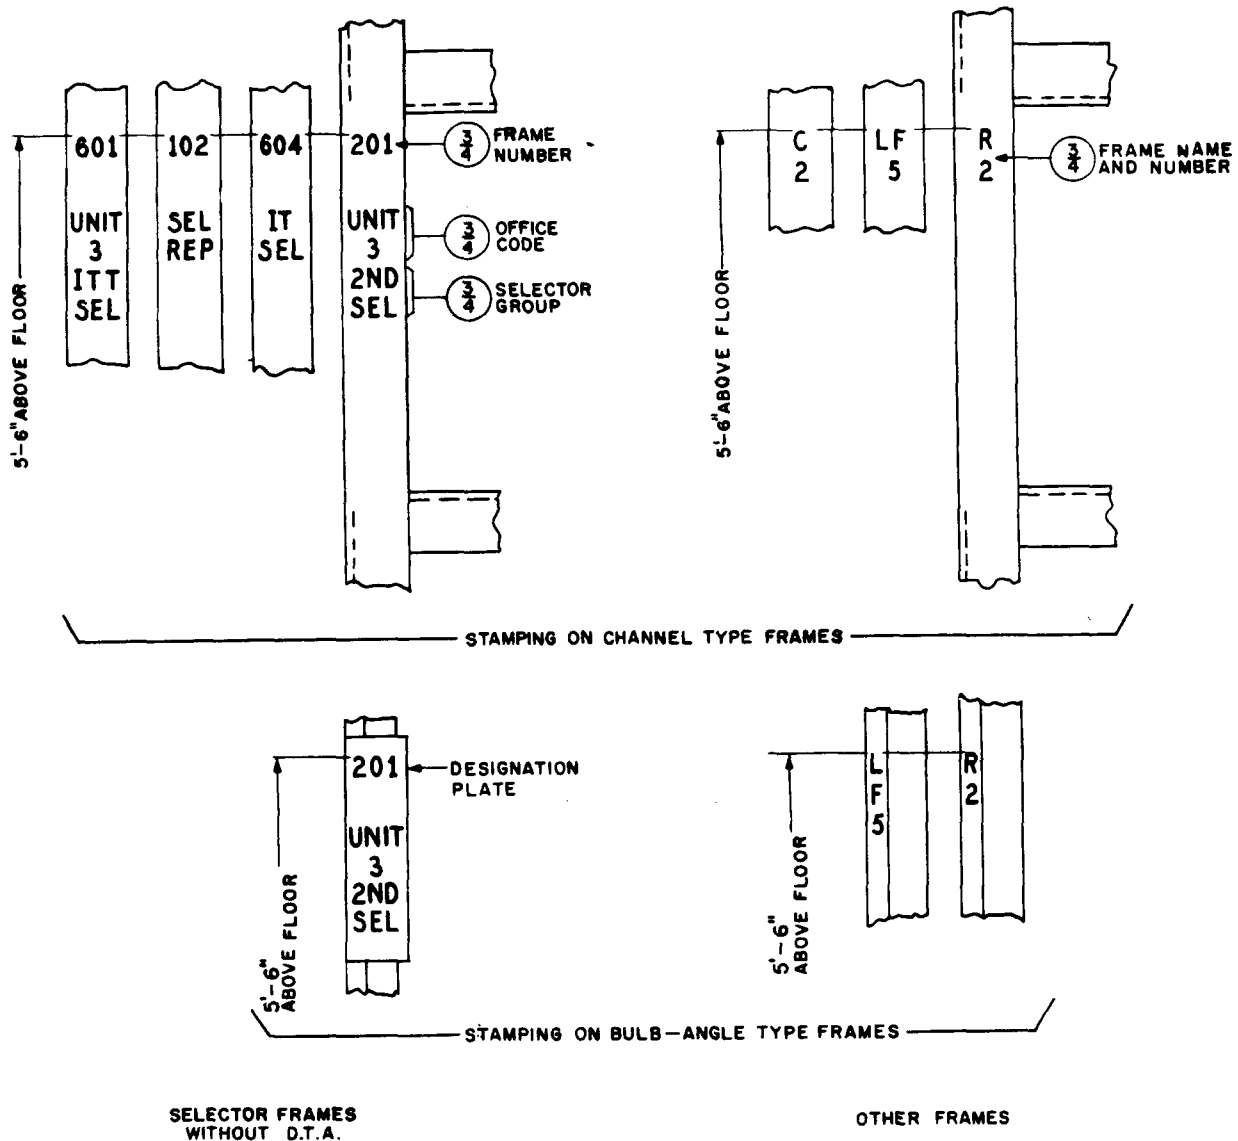 601
UNIT
3
ITT
SEL
102
SEL
REP
604
IT
SEL
201
UNIT
3
2ND
SEL
3/4
FRAME
NUMBER
3/4
OFFICE
CODE
3/4
SELECTOR
GROUP
5'-6" ABOVE FLOOR
C
2
LF
5
R
2
3/4
FRAME NAME
AND NUMBER
5'-6" ABOVE FLOOR
STAMPING ON CHANNEL TYPE FRAMES
201
UNIT
3
2ND
SEL
DESIGNATION
PLATE
5'-6"
ABOVE FLOOR
L
F
5
R
2
5'-6"
ABOVE FLOOR
STAMPING ON BULB-ANGLE TYPE FRAMES
SELECTOR FRAMES
WITHOUT D.T.A.
OTHER FRAMES